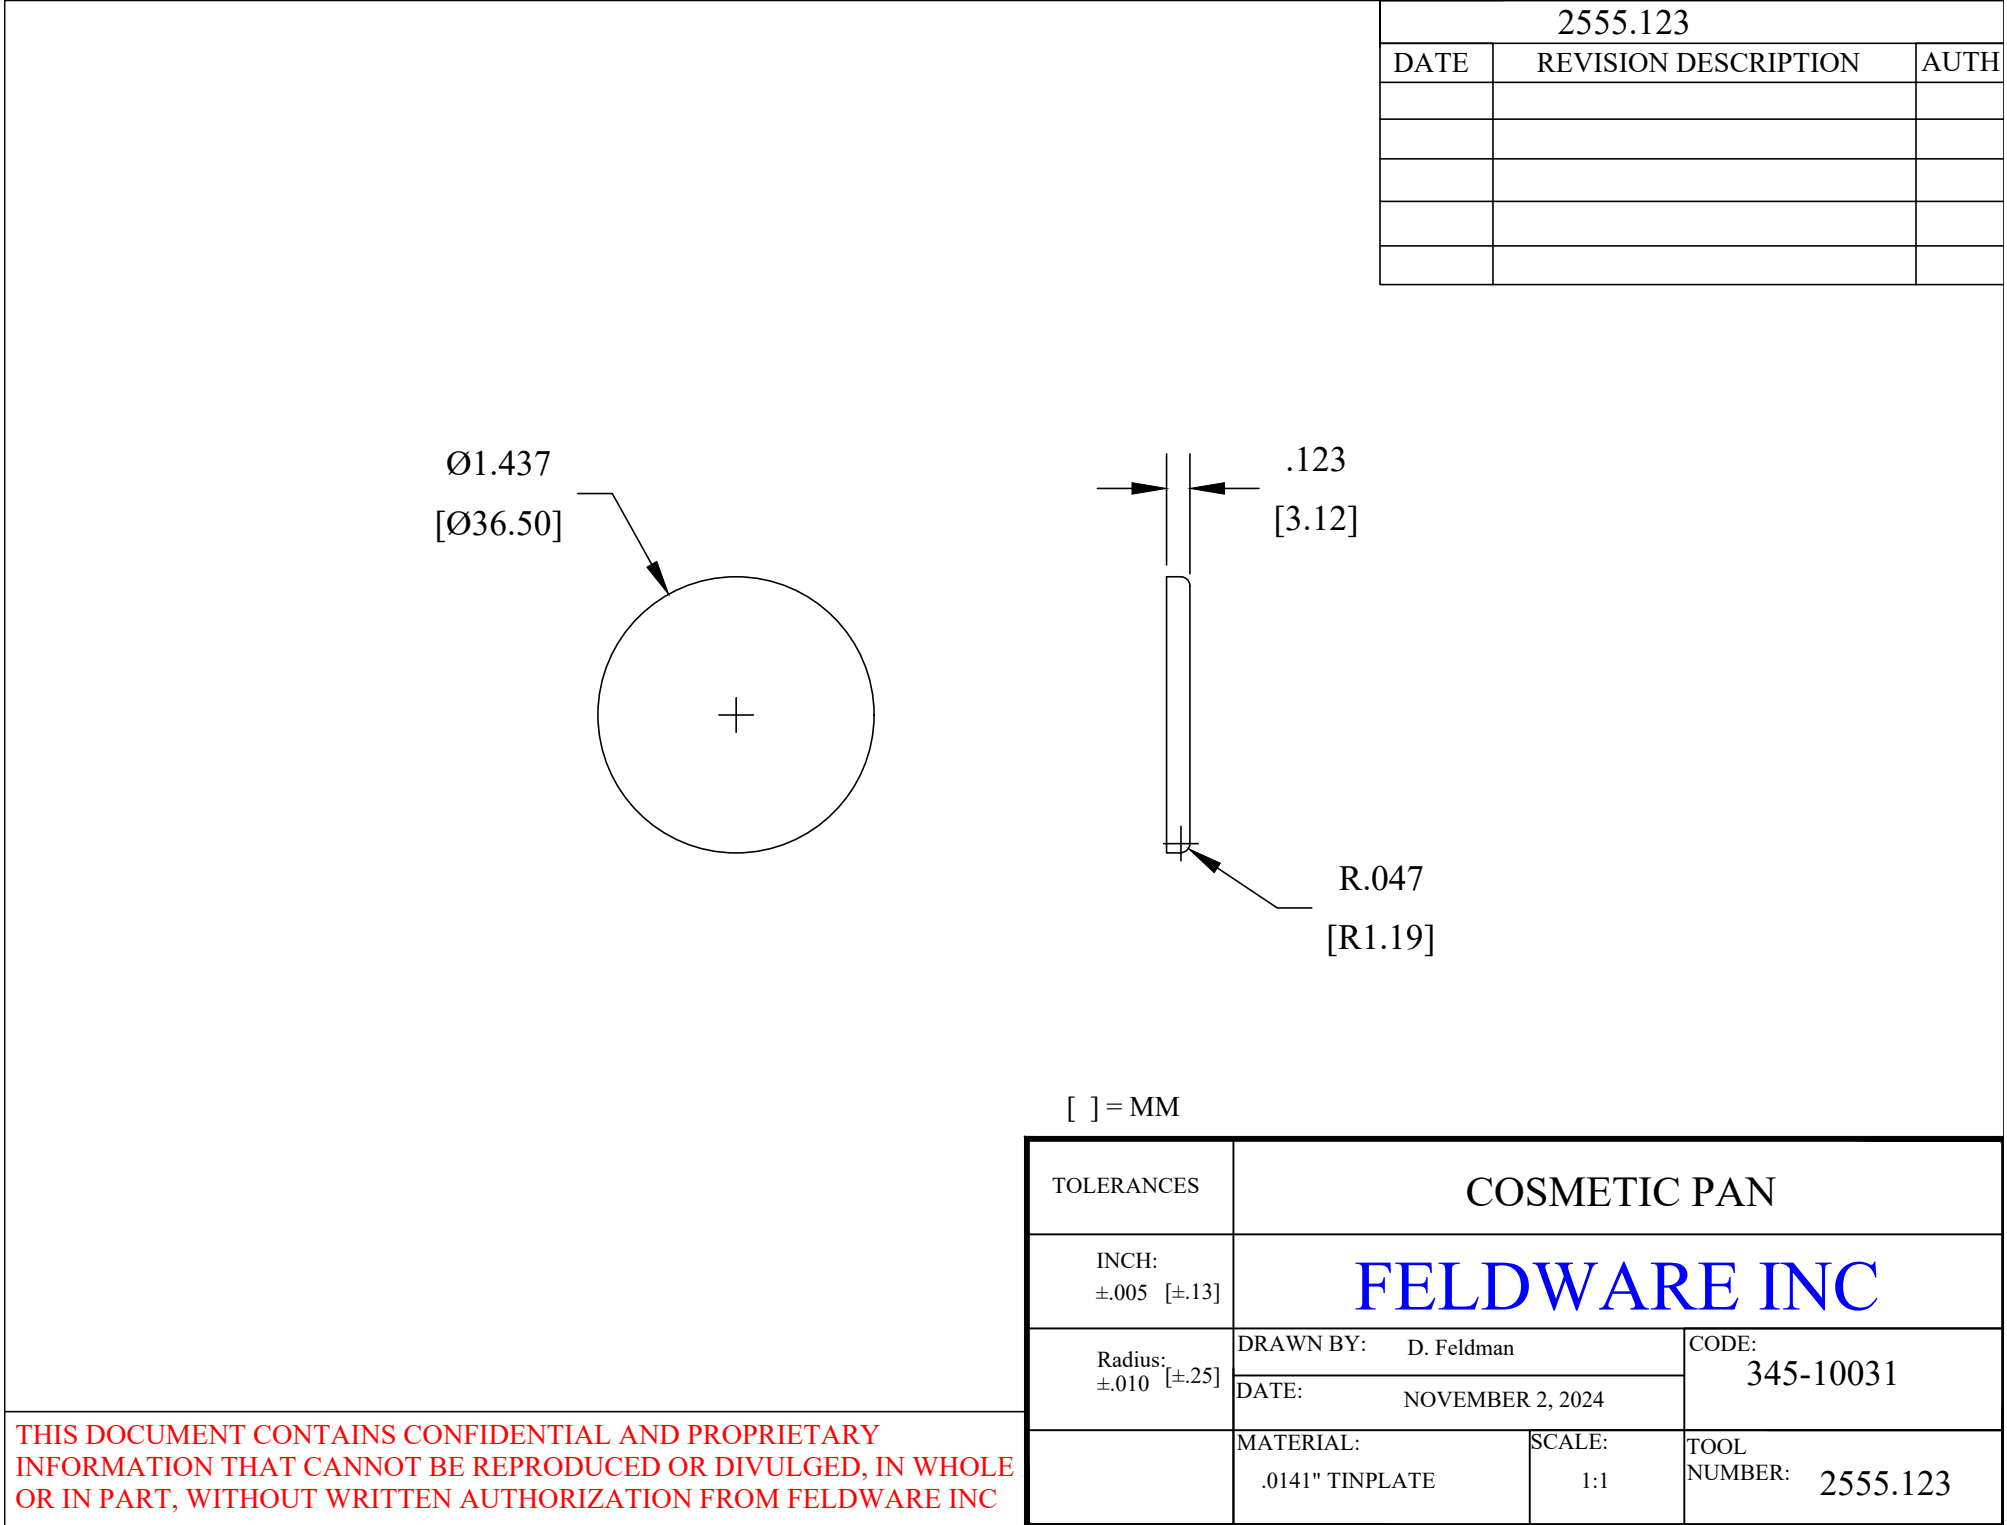 2555.123
DATE REVISION DESCRIPTION AUTH
Ø1.437
[Ø36.50]
.123
[3.12]
R.047
[R1.19]
[ ] = MM
TOLERANCES
COSMETIC PAN
INCH:
±.005 [±.13]
FELDWARE INC
Radius:
±.010 [±.25]
DRAWN BY: D. Feldman
DATE: NOVEMBER 2, 2024
CODE:
345-10031
MATERIAL:
.0141" TINPLATE
SCALE:
1:1
TOOL
NUMBER: 2555.123
THIS DOCUMENT CONTAINS CONFIDENTIAL AND PROPRIETARY
INFORMATION THAT CANNOT BE REPRODUCED OR DIVULGED, IN WHOLE
OR IN PART, WITHOUT WRITTEN AUTHORIZATION FROM FELDWARE INC